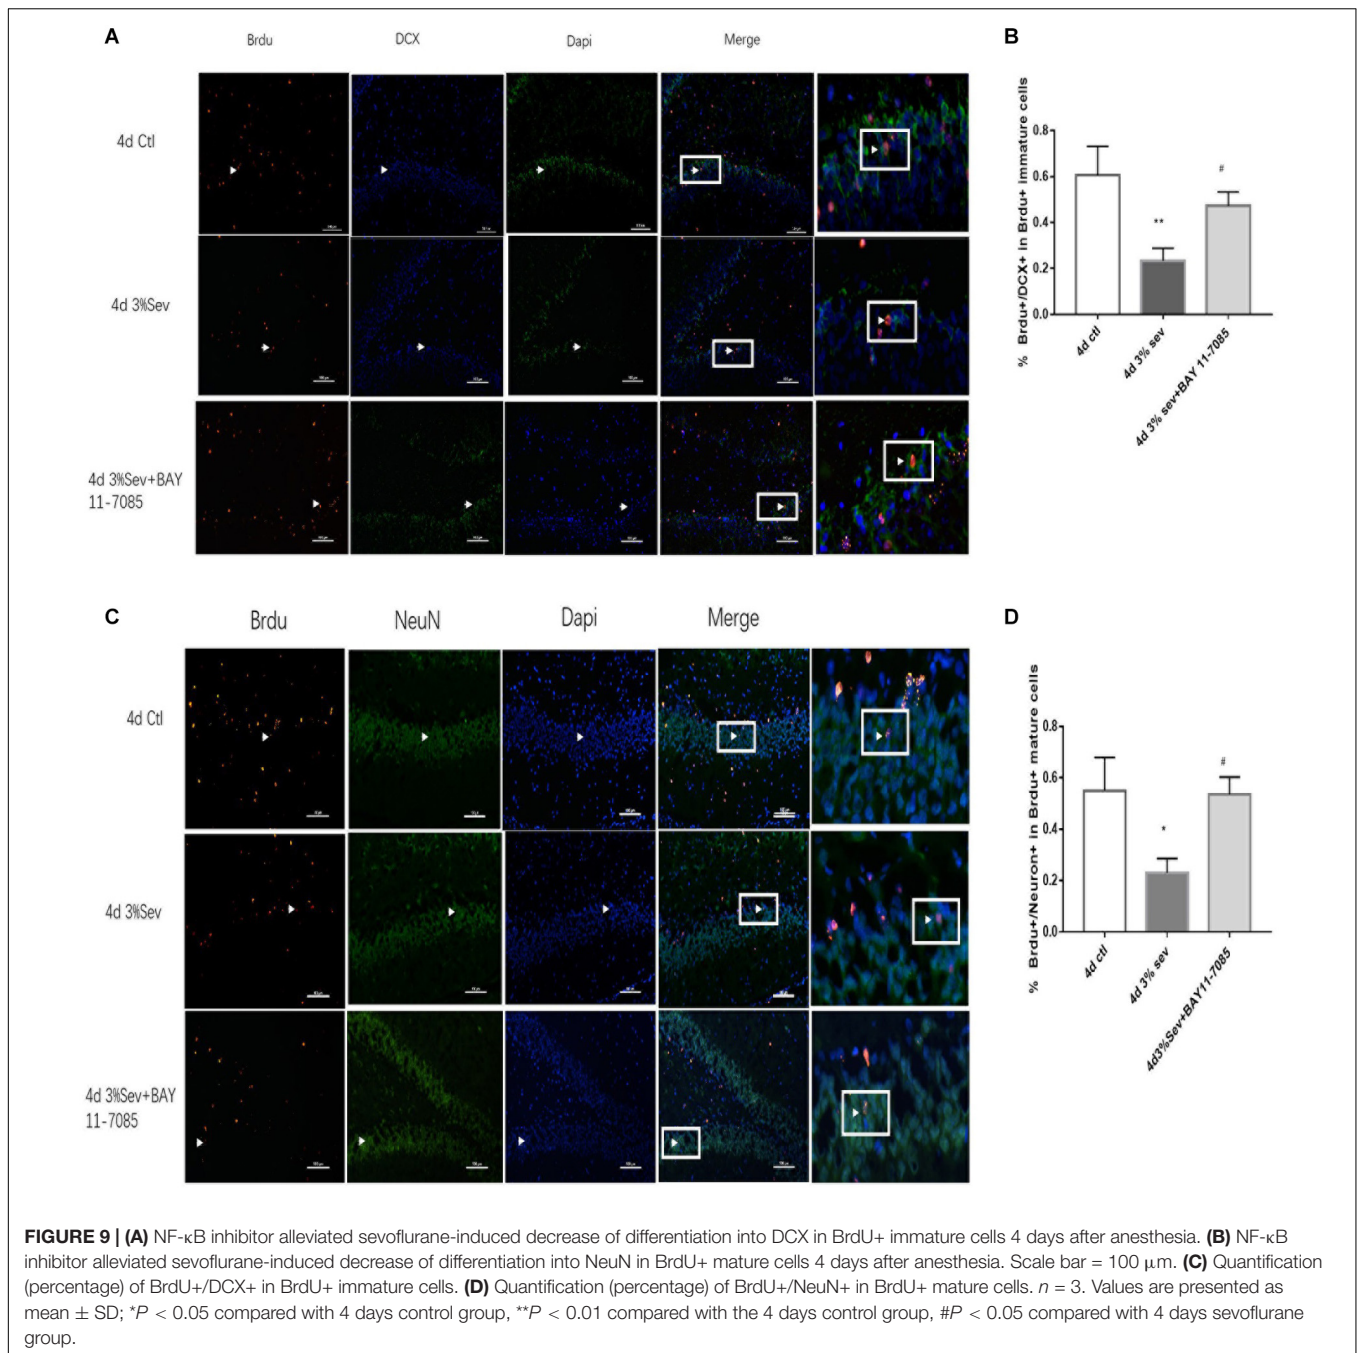 A
Brdu DCX Dapi Merge
4d Ctl
4d 3%Sev
4d 3%Sev+BAY
11-7085
B
% Brdu+/DCX+ in Brdu+ immature cells
0.8
0.6
0.4
0.2
0.0
**
#
4d ctl
4d 3% sev
4d 3% sev+BAY 11-7085
C
Brdu NeuN Dapi Merge
4d Ctl
4d 3%Sev
4d 3%Sev+BAY
11-7085
D
% Brdu+/Neuron+ in Brdu+ mature cells
0.8
0.6
0.4
0.2
0.0
*
#
4d ctl
4d 3% sev
4d3%Sev+BAY11-7085
FIGURE 9 | (A) NF-κB inhibitor alleviated sevoflurane-induced decrease of differentiation into DCX in BrdU+ immature cells 4 days after anesthesia. (B) NF-κB
inhibitor alleviated sevoflurane-induced decrease of differentiation into NeuN in BrdU+ mature cells 4 days after anesthesia. Scale bar = 100 μm. (C) Quantification
(percentage) of BrdU+/DCX+ in BrdU+ immature cells. (D) Quantification (percentage) of BrdU+/NeuN+ in BrdU+ mature cells. n = 3. Values are presented as
mean ± SD; *P < 0.05 compared with 4 days control group, **P < 0.01 compared with the 4 days control group, #P < 0.05 compared with 4 days sevoflurane
group.